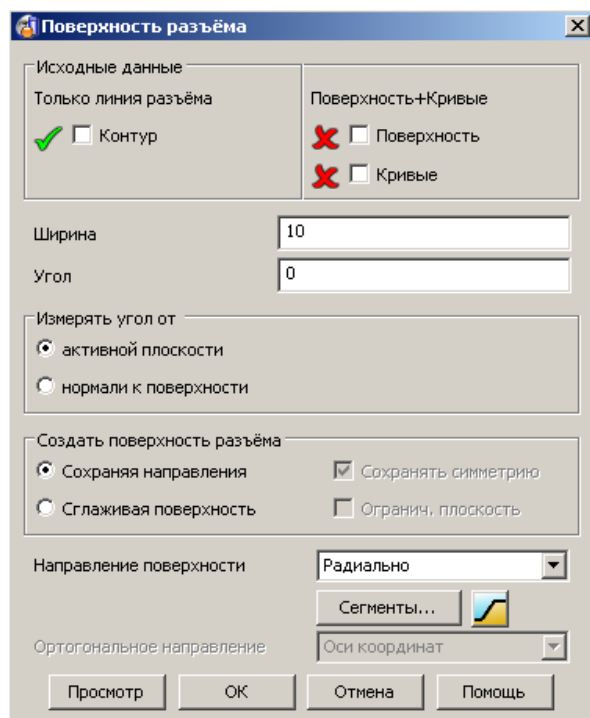 Поверхность разъёма
Исходные данные
Только линия разъёма
Контур
Поверхность+Кривые
Поверхность
Кривые
Ширина 10
Угол 0
Измерять угол от
активной плоскости
нормали к поверхности
Создать поверхность разъёма
Сохраняя направления Сохранять симметрию
Сглаживая поверхность Огранич. плоскость
Направление поверхности Радиально
Сегменты...
Ортогональное направление Оси координат
Просмотр ОК Отмена Помощь